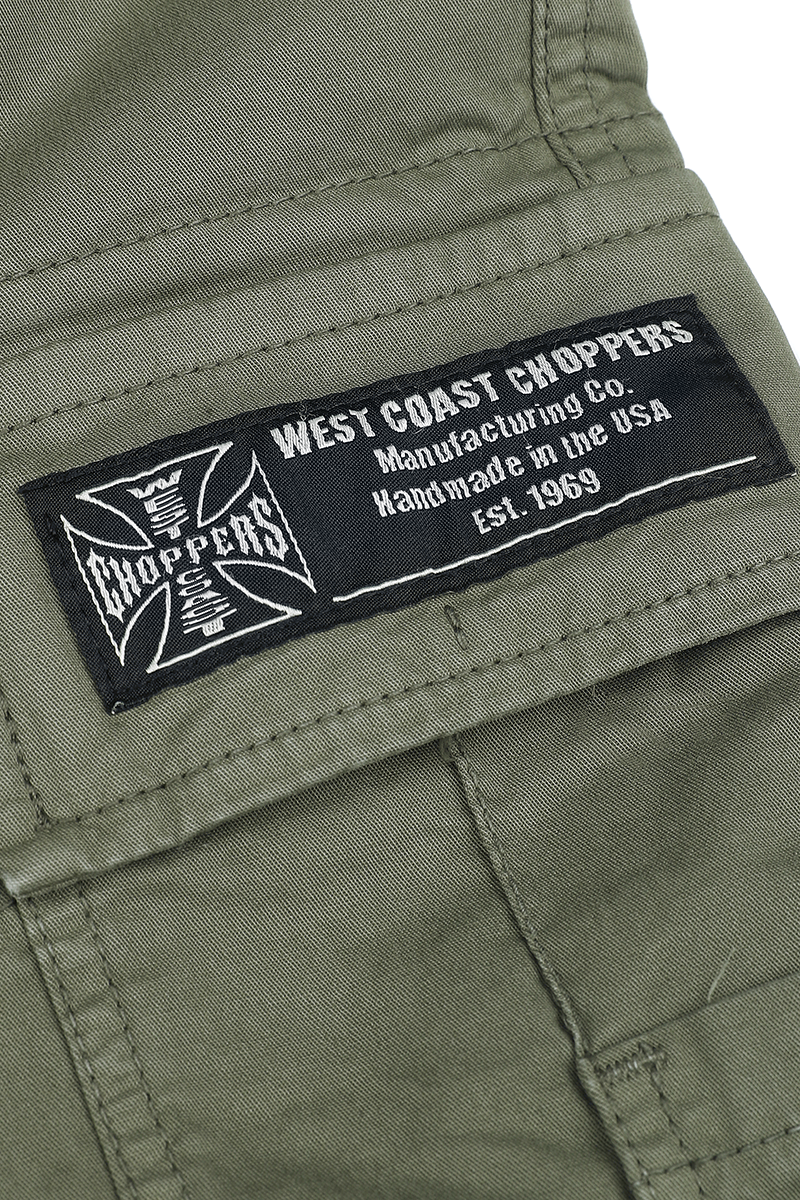 WEST COAST CHOPPERS
Manufacturing Co.
Handmade in the USA
Est. 1969
WEST
CHOPPERS
COAST